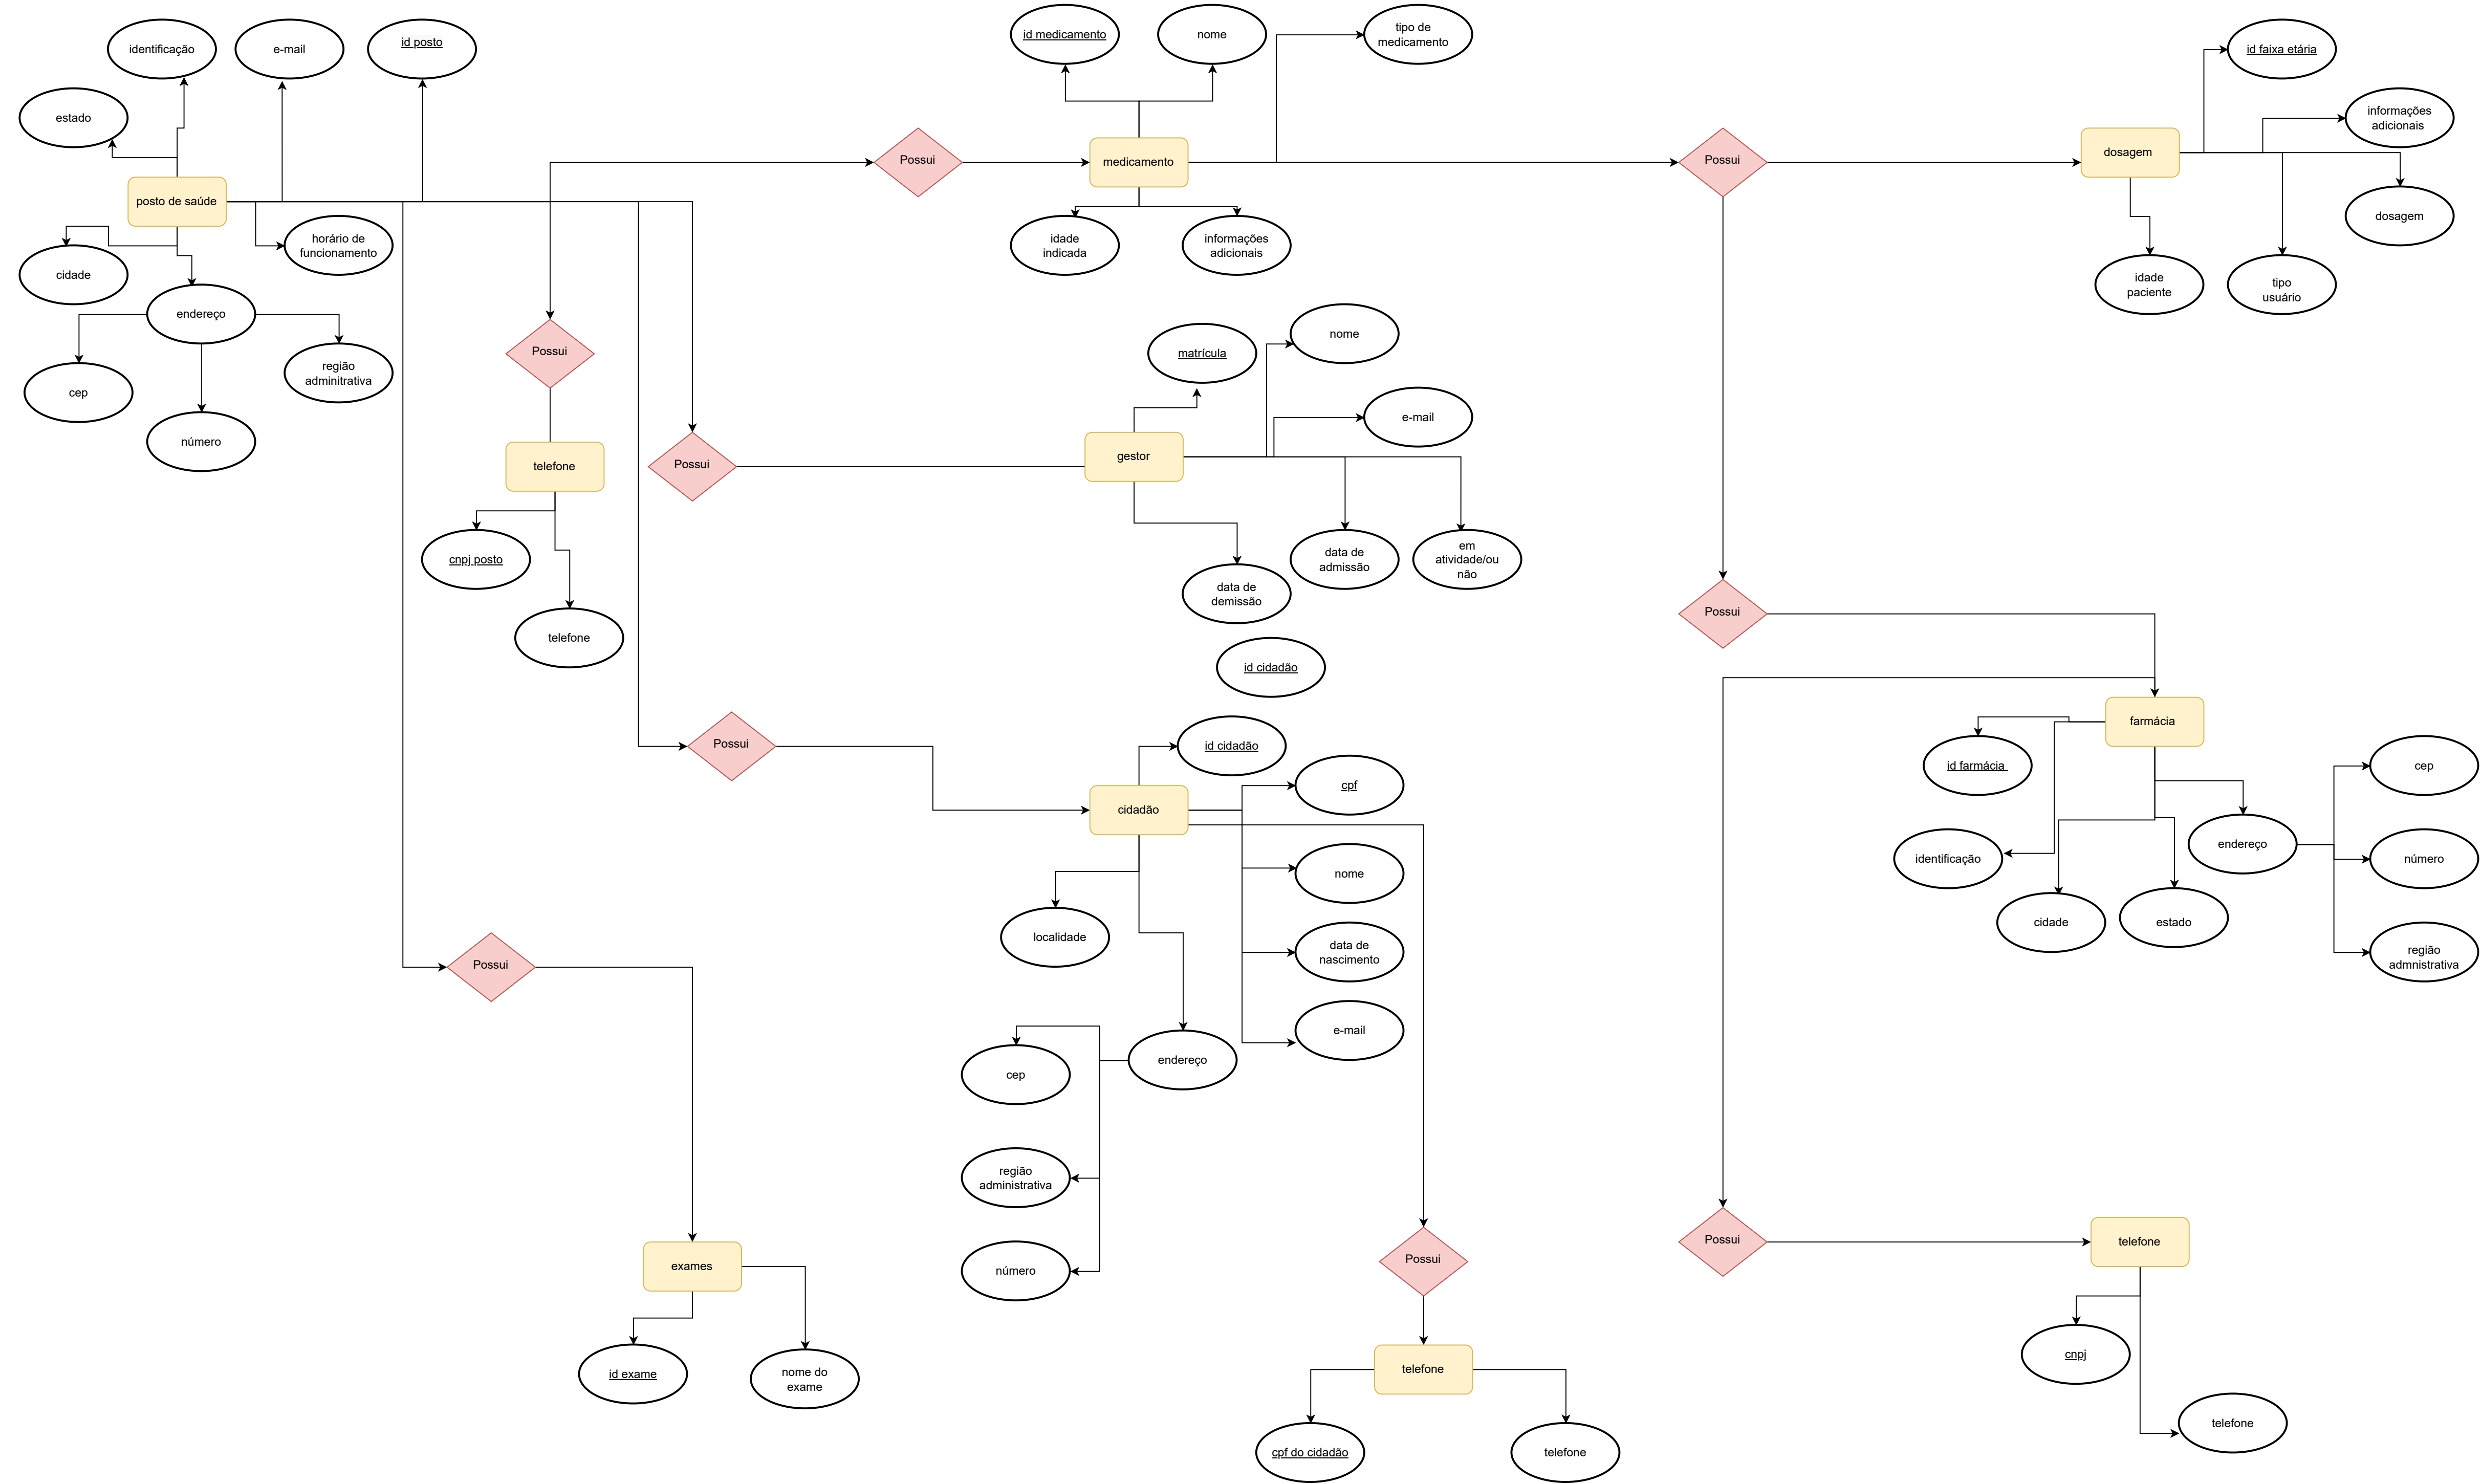 identificação
e-mail
id posto
estado
posto de saúde
horário de
funcionamento
cidade
endereço
cep
região
adminitrativa
número
id medicamento
nome
tipo de
medicamento
Possui
medicamento
idade
indicada
informações
adicionais
Possui
dosagem
id faixa etária
informações
adicionais
dosagem
idade
paciente
tipo
usuário
Possui
telefone
cnpj posto
telefone
Possui
matrícula
nome
e-mail
gestor
data de
demissão
data de
admissão
em
atividade/ou
não
id cidadão
Possui
id cidadão
cpf
cidadão
nome
localidade
data de
nascimento
e-mail
endereço
cep
região
administrativa
número
Possui
telefone
cpf do cidadão
telefone
Possui
exames
id exame
nome do
exame
Possui
farmácia
id farmácia
identificação
cidade
estado
endereço
cep
número
região
admnistrativa
Possui
telefone
cnpj
telefone